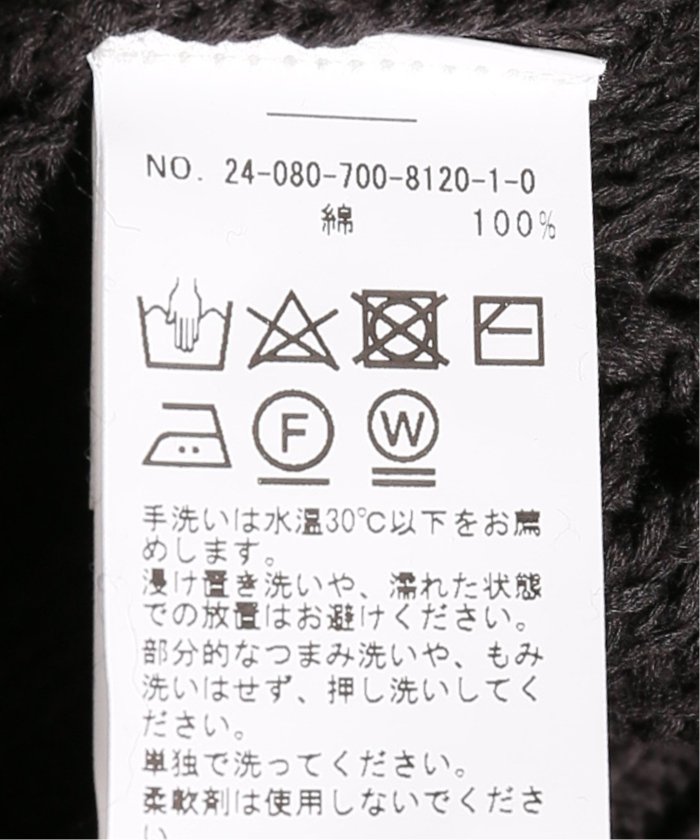 NO. 24-080-700-8120-1-0
綿 100%
F W
手洗いは水温30℃以下をお薦
めします。
浸け置き洗いや、濡れた状態
での放置はお避けください。
部分的なつまみ洗いや、もみ
洗いはせず、押し洗いしてく
ださい。
単独で洗ってください。
柔軟剤は使用しないでくださ
い